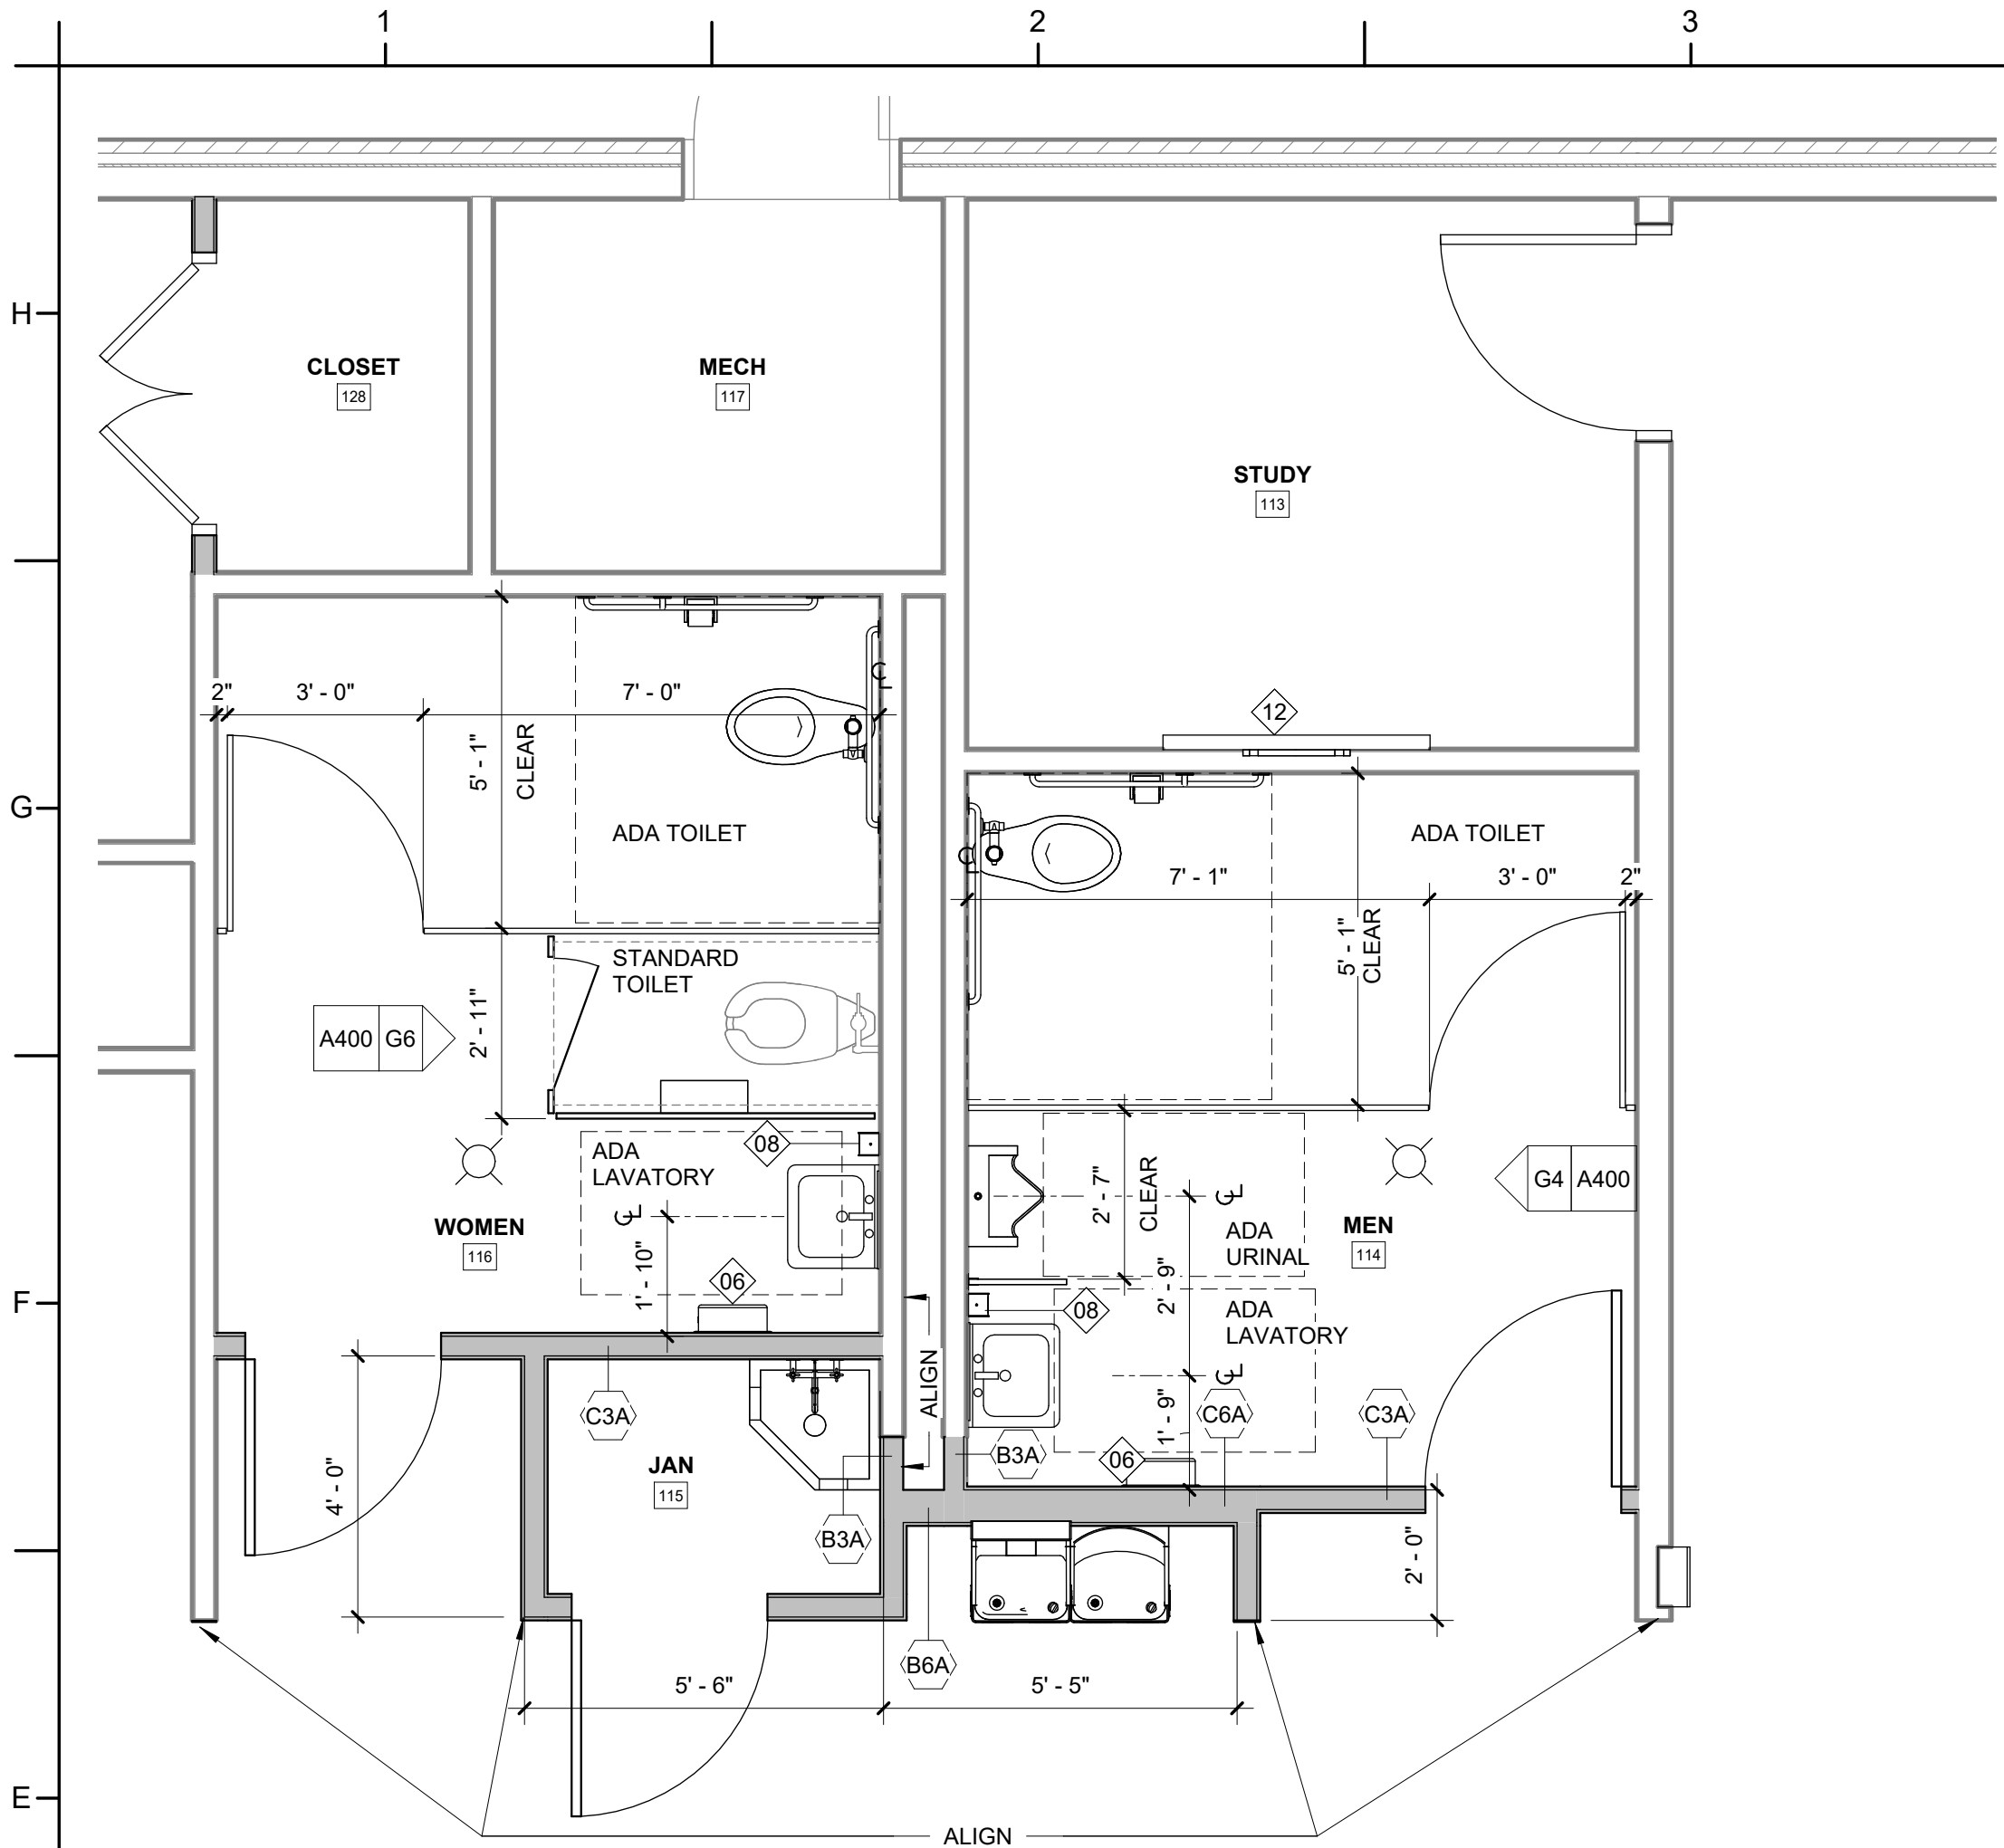 1
2
3
H
CLOSET
128
MECH
117
STUDY
113
2"
3' - 0"
7' - 0"
12
5' - 1"
CLEAR
G
ADA TOILET
ADA TOILET
7' - 1"
3' - 0"
2"
5' - 1"
CLEAR
STANDARD
TOILET
A400
G6
2' - 11"
08
ADA
LAVATORY
2' - 7"
CLEAR
G4
A400
WOMEN
116
MEN
114
ADA
URINAL
1' - 10"
06
2' - 9"
F
08
ADA
LAVATORY
ALIGN
C3A
1' - 9"
C6A
C3A
JAN
115
B3A
06
4' - 0"
B3A
2' - 0"
B6A
5' - 6"
5' - 5"
E
ALIGN